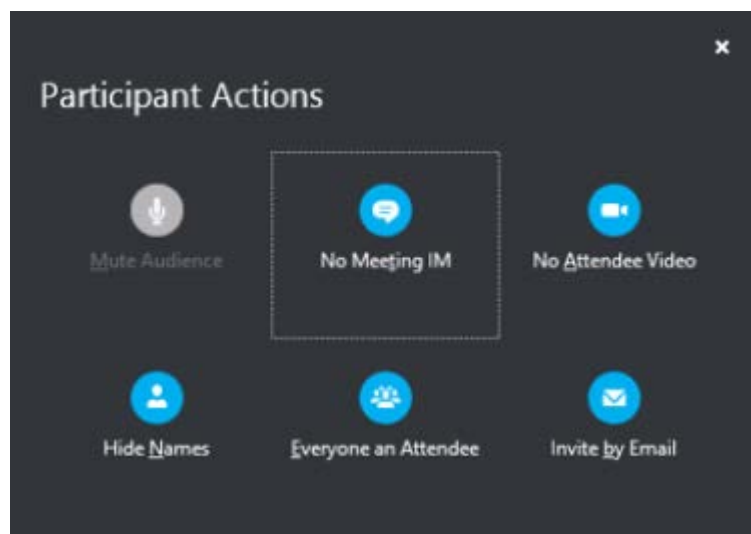 Participant Actions
Mute Audience
No Meeting IM
No Attendee Video
Hide Names
Everyone an Attendee
Invite by Email